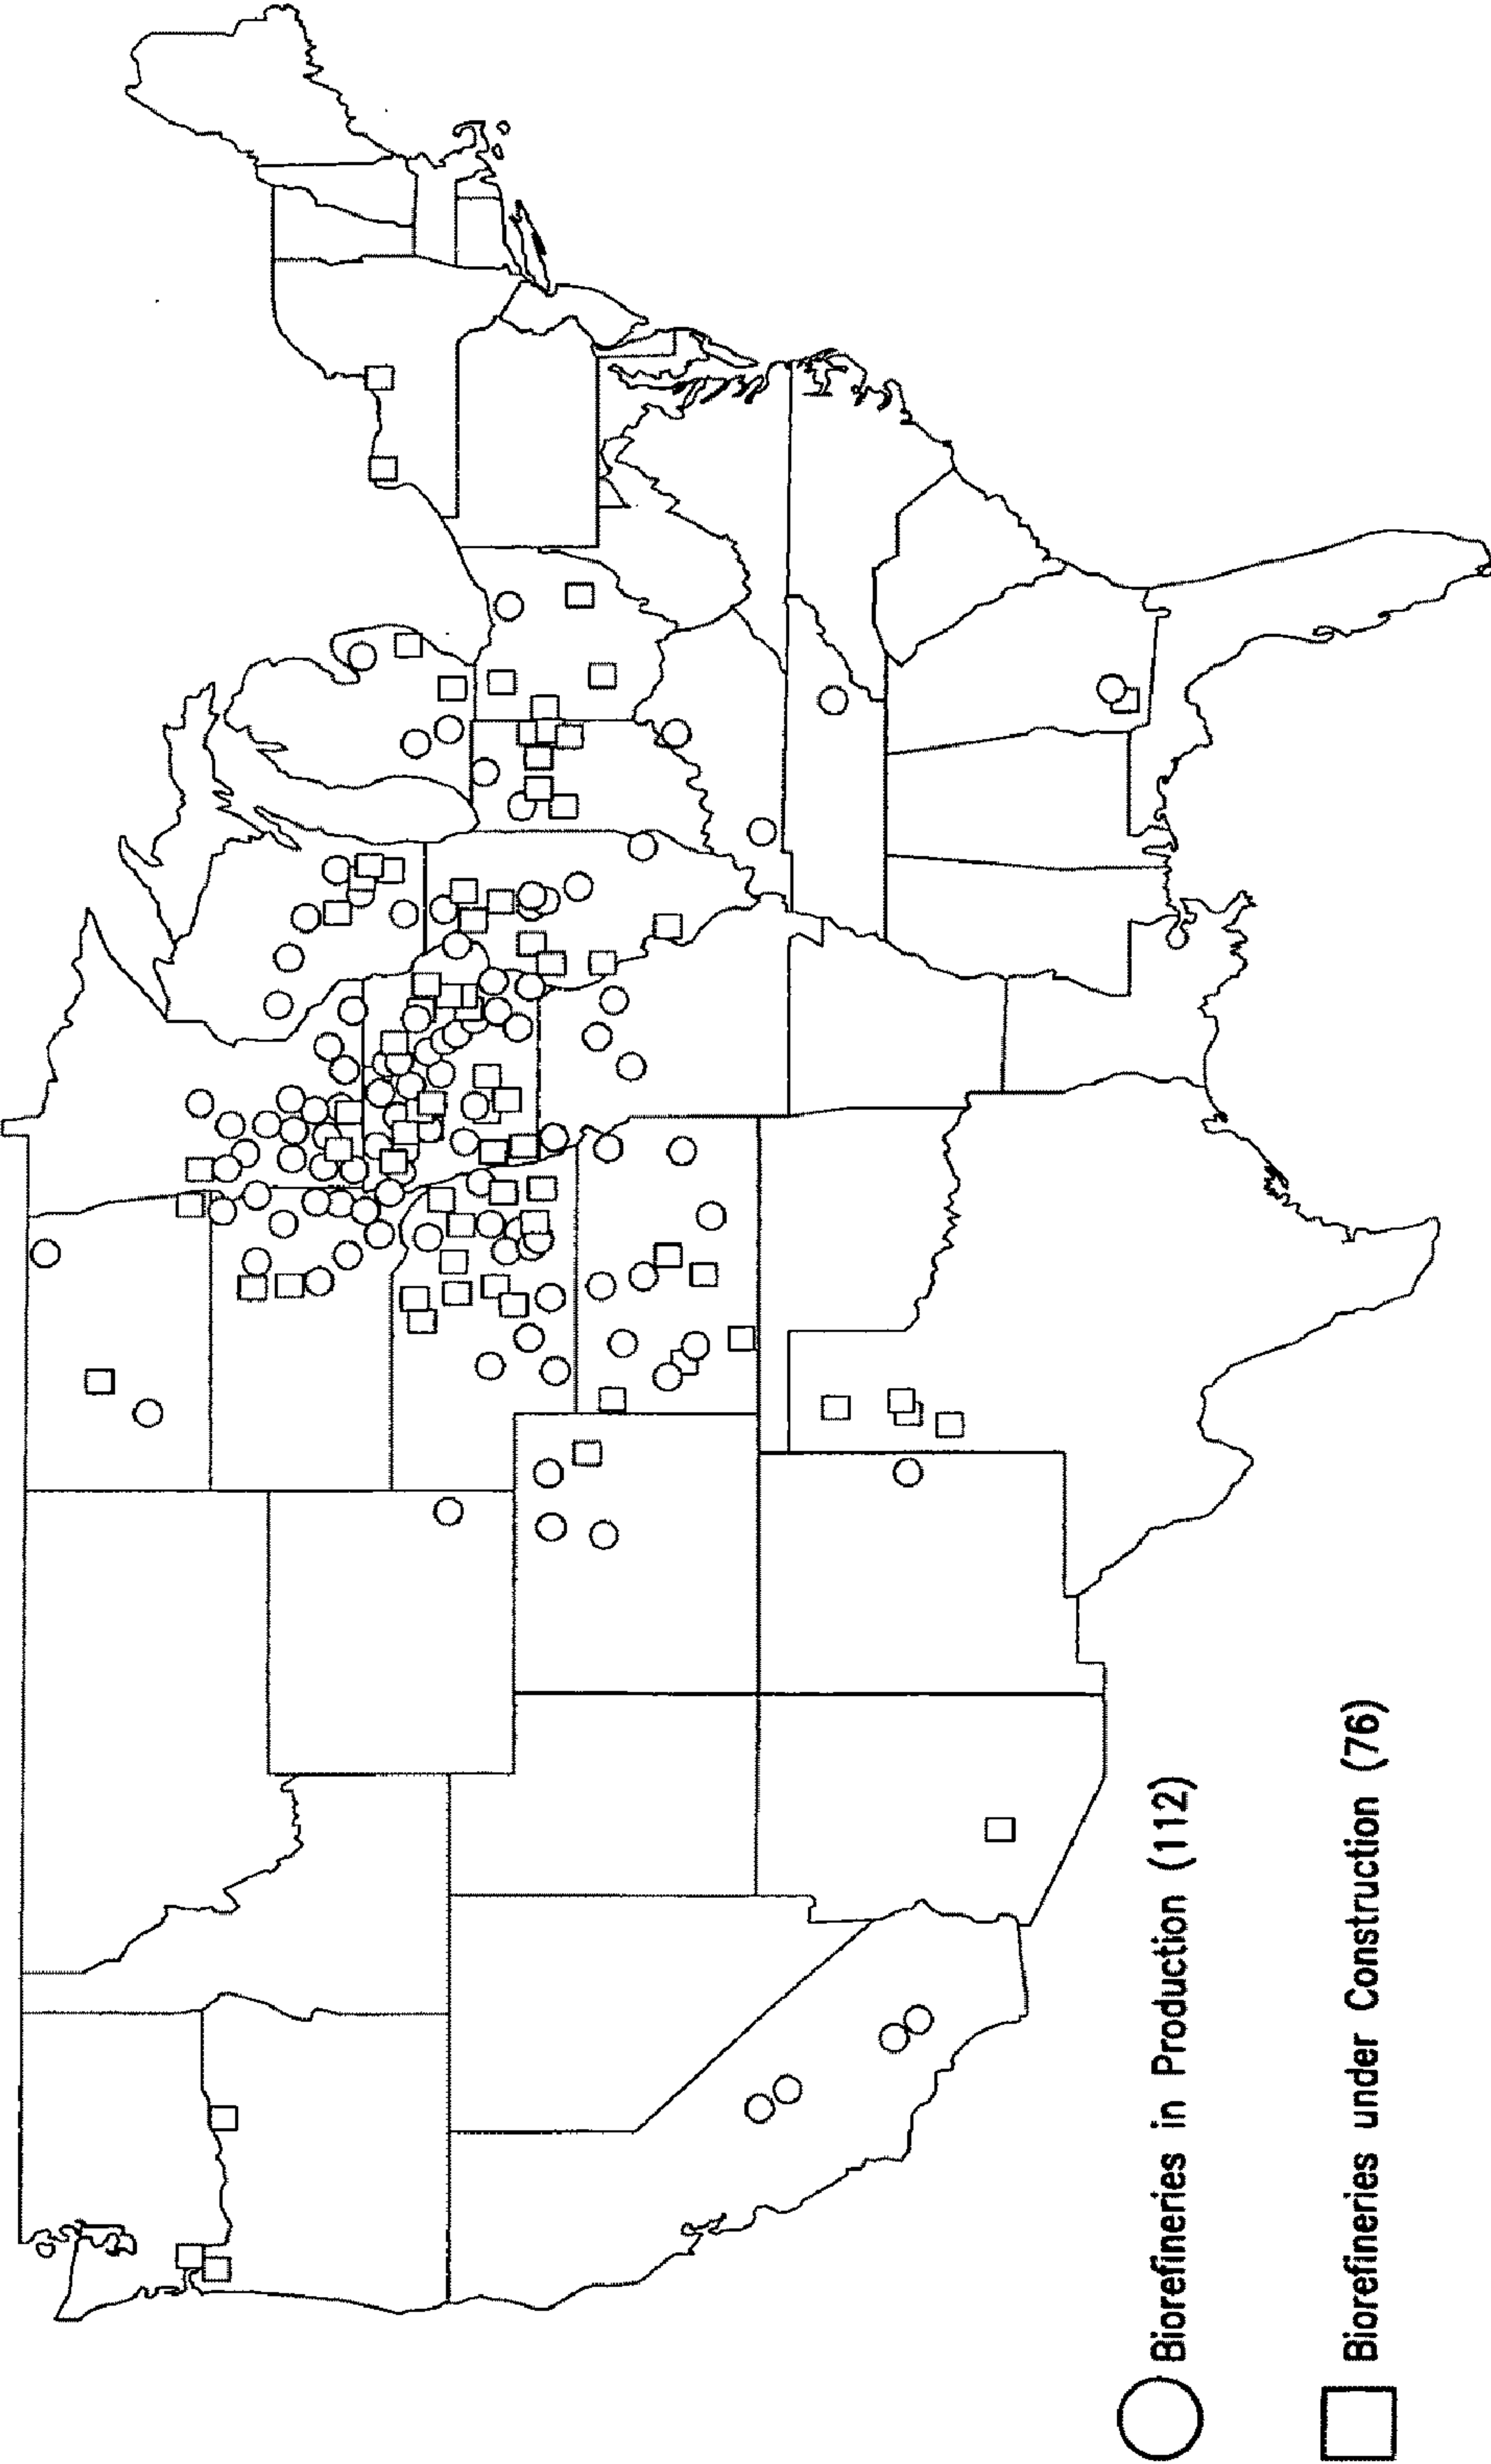 Biorefineries in Production (112)
Biorefineries under Construction (76)